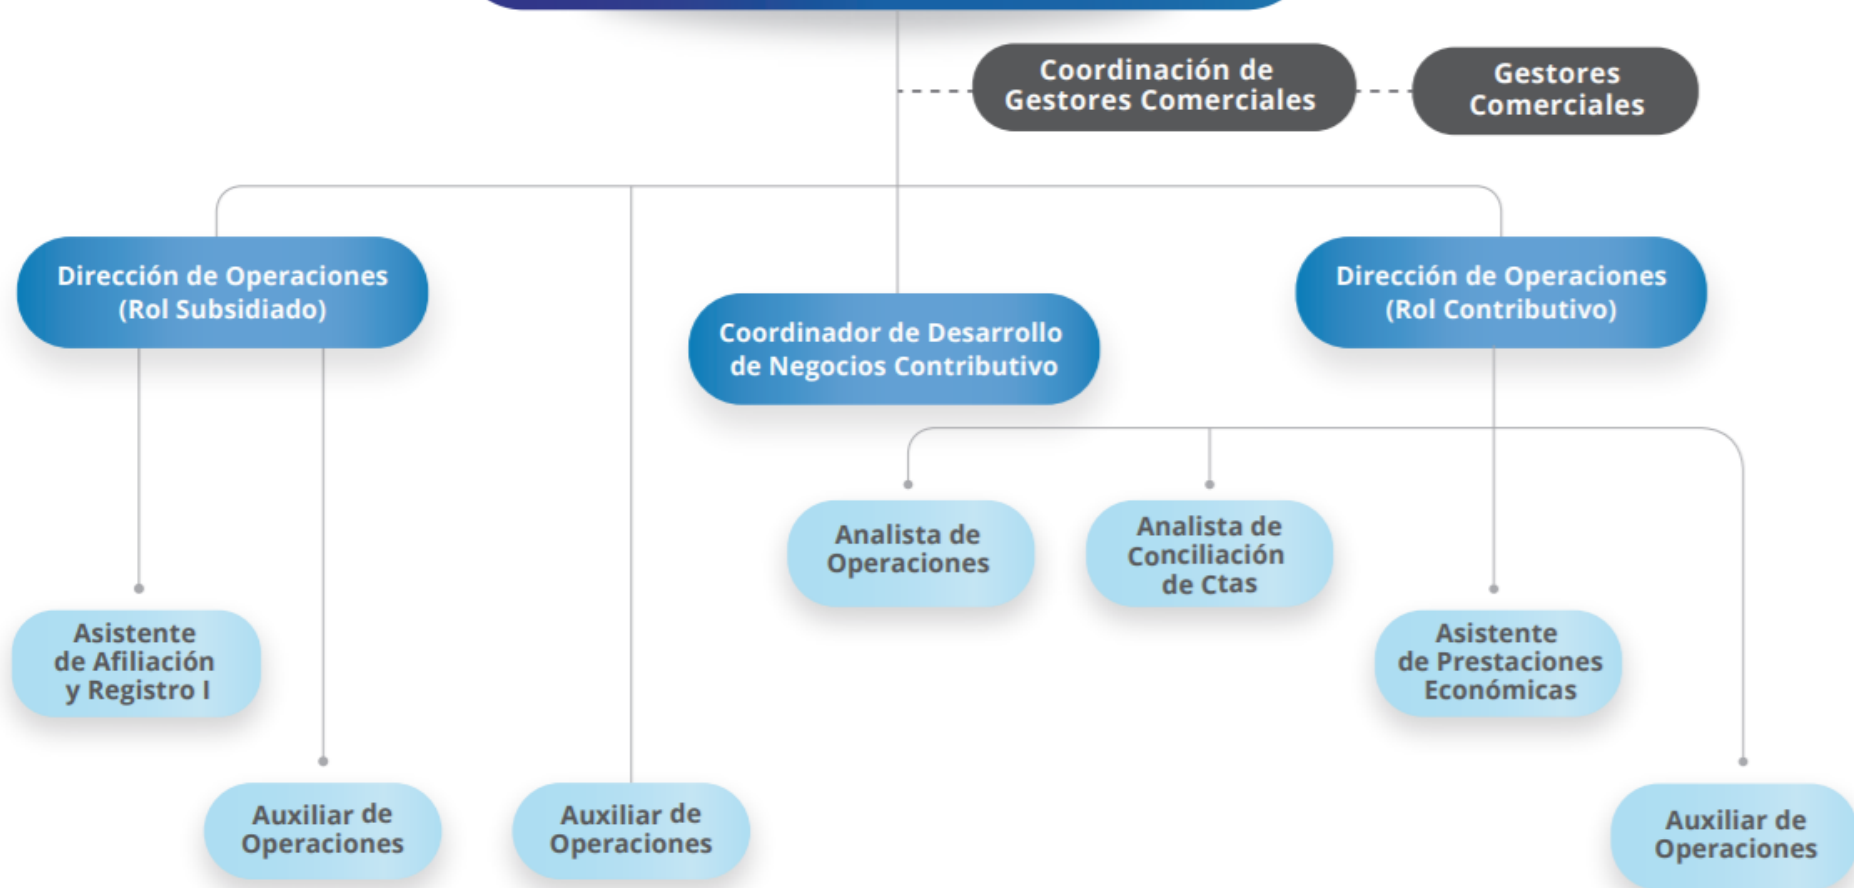 Coordinación de
Gestores Comerciales
Gestores
Comerciales
Dirección de Operaciones
(Rol Subsidiado)
Coordinador de Desarrollo
de Negocios Contributivo
Dirección de Operaciones
(Rol Contributivo)
Analista de
Operaciones
Analista de
Conciliación
de Ctas
Asistente
de Afiliación
y Registro I
Asistente
de Prestaciones
Económicas
Auxiliar de
Operaciones
Auxiliar de
Operaciones
Auxiliar de
Operaciones